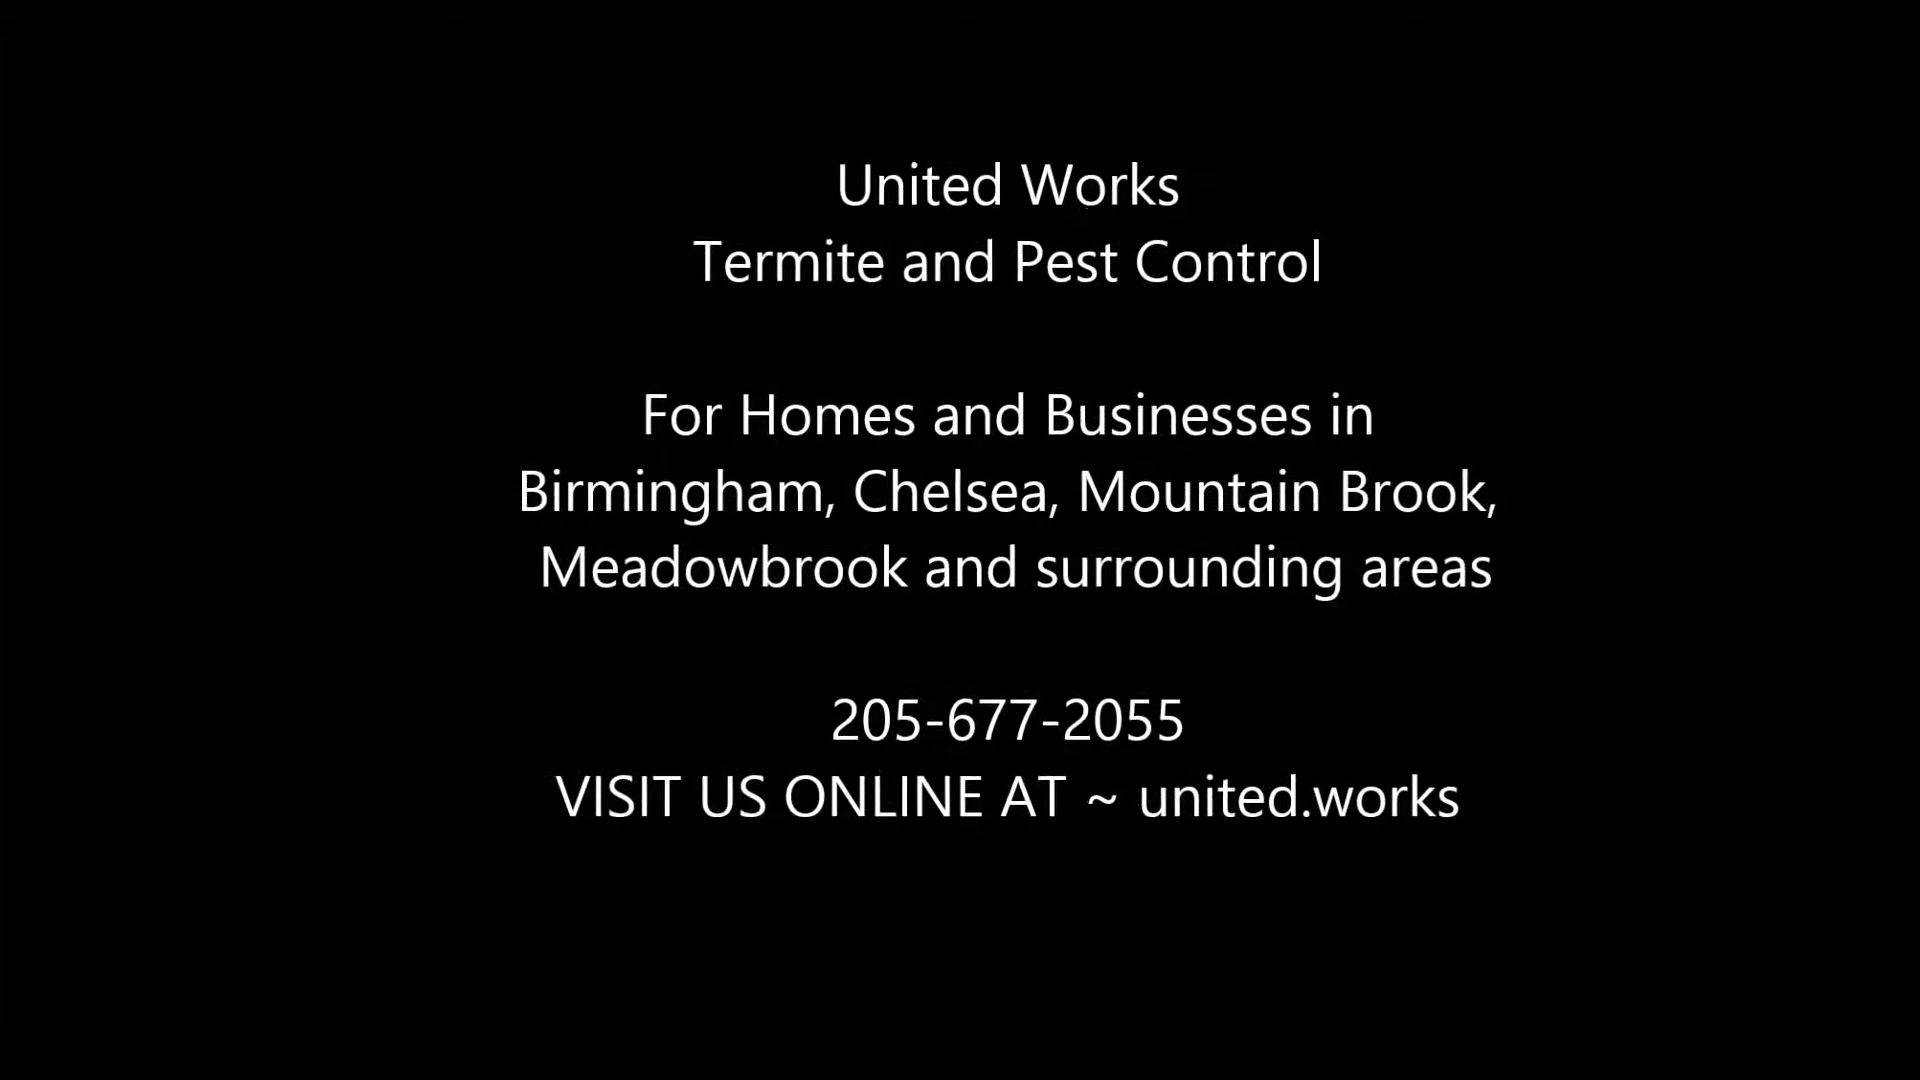 United Works
Termite and Pest Control
For Homes and Businesses in
Birmingham, Chelsea, Mountain Brook,
Meadowbrook and surrounding areas
205-677-2055
VISIT US ONLINE AT ~ united.works